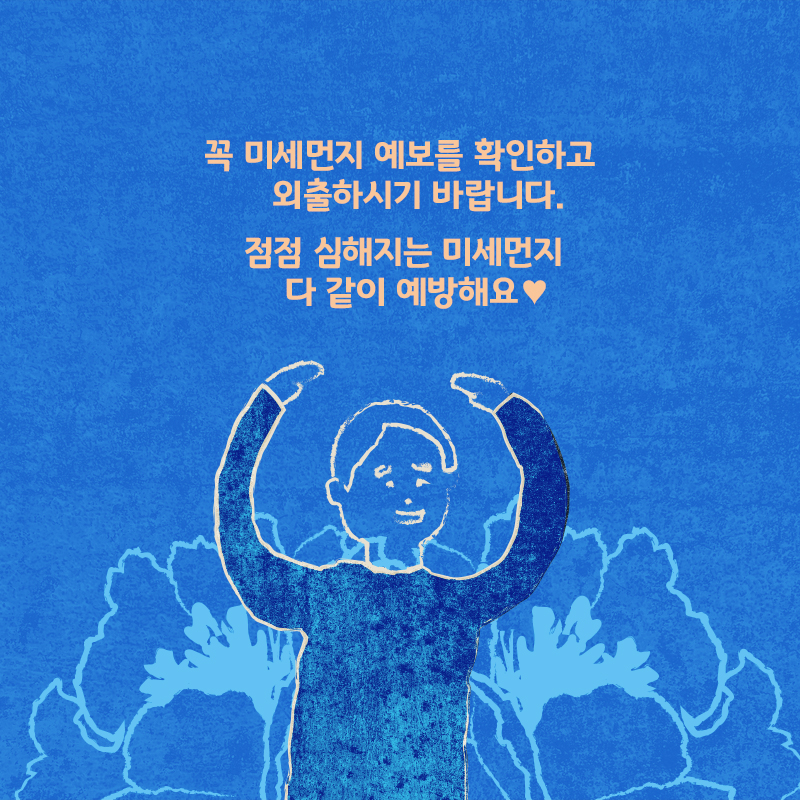 꼭 미세먼지 예보를 확인하고
외출하시기 바랍니다.
점점 심해지는 미세먼지
다 같이 예방해요♥